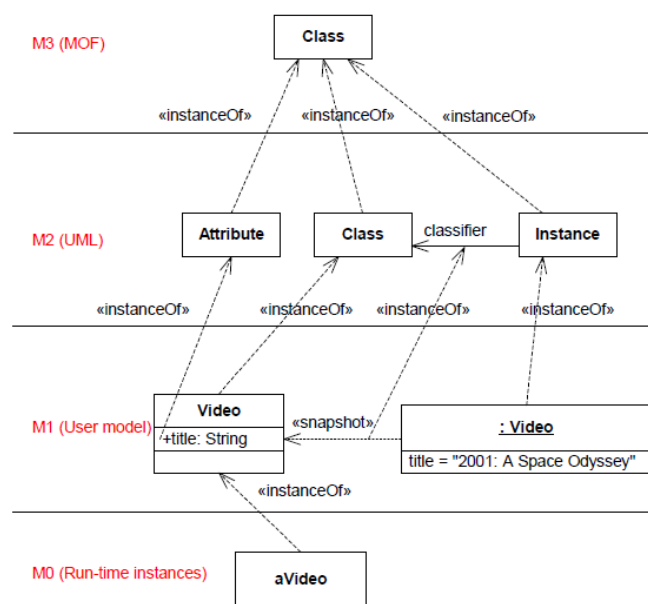 Class
M3 (MOF)
«instanceOf» «instanceOf» «instanceOf»
M2 (UML)
Attribute
Class
classifier
Instance
«instanceOf» «instanceOf» «instanceOf» «instanceOf»
Video
M1 (User model)
+title: String
«snapshot»
: Video
title = "2001: A Space Odyssey"
«instanceOf»
M0 (Run-time instances)
aVideo